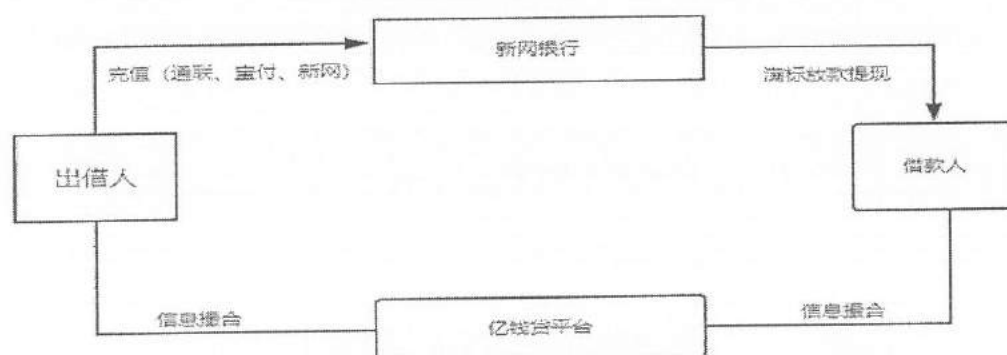 新网银行
充值（通联、宝付、新网）
满标放款提现
出借人
借款人
信息撮合
亿钱贷平台
信息撮合